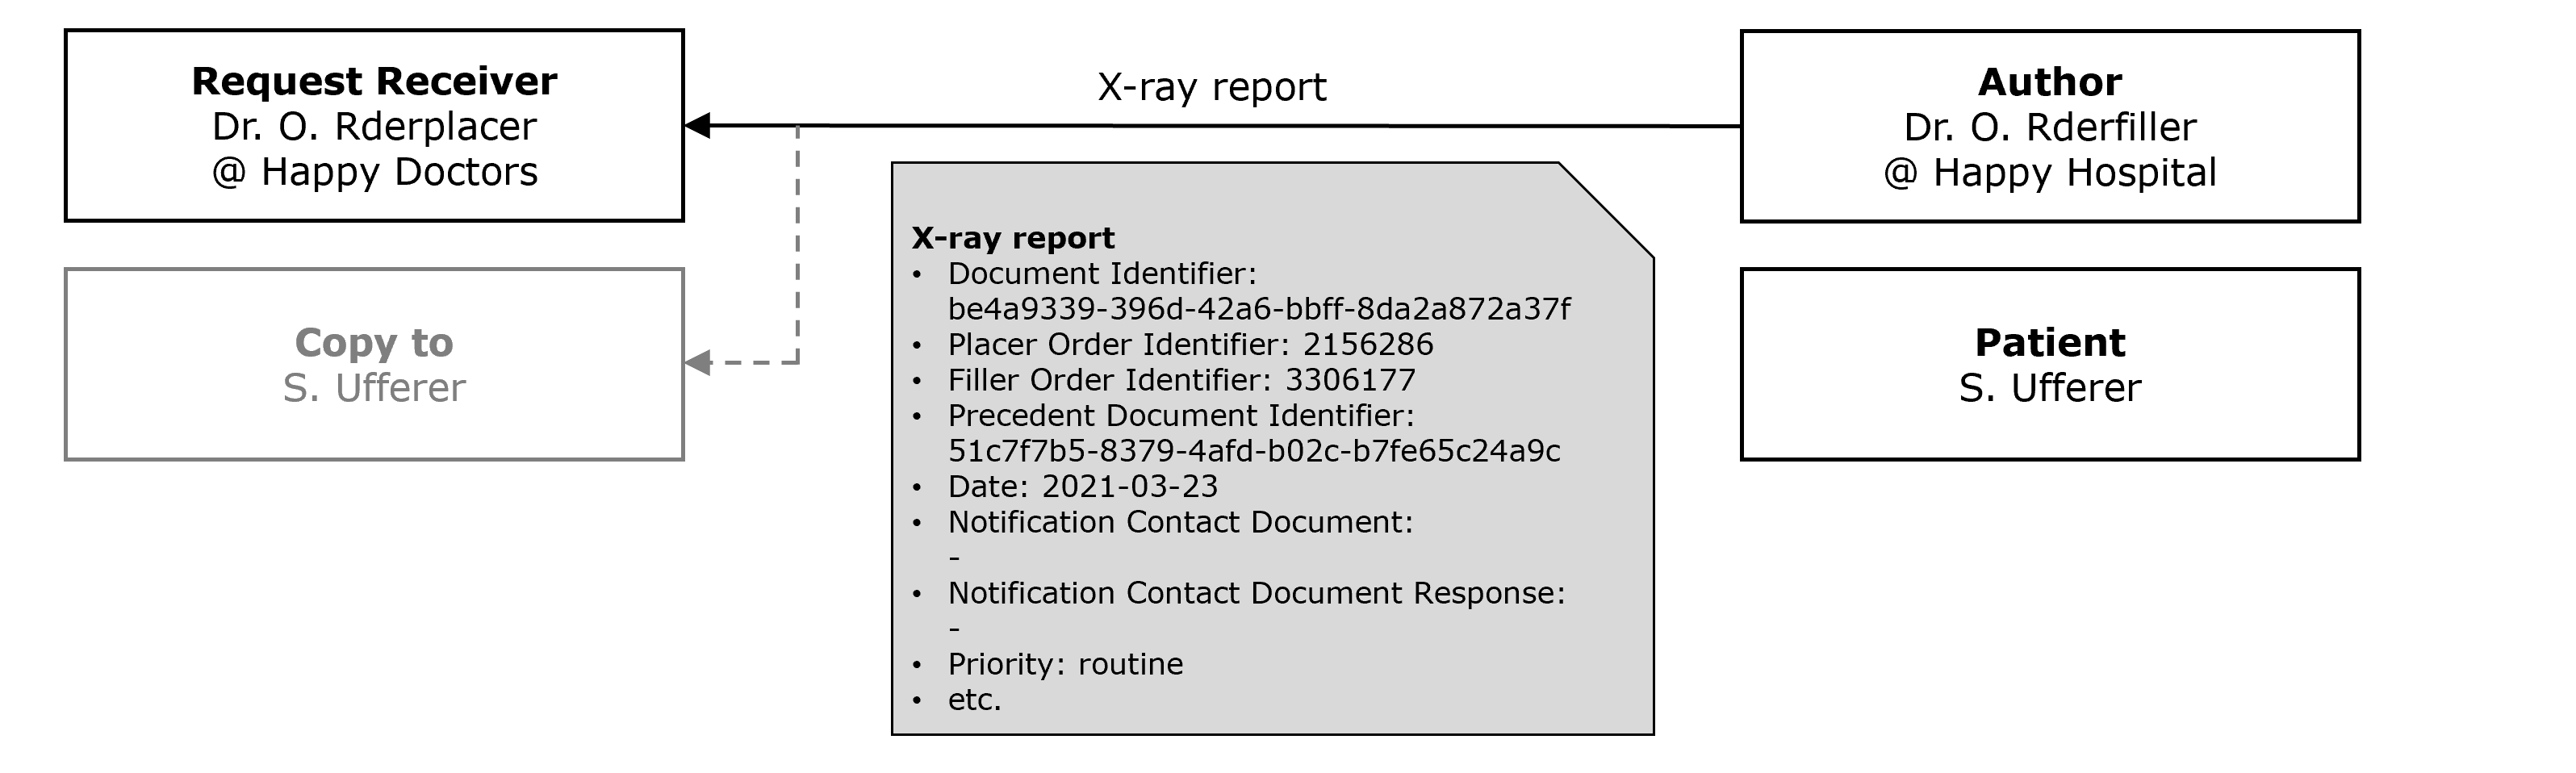 Request Receiver
Dr. O. Rderplacer
@ Happy Doctors
X-ray report
Author
Dr. O. Rderfiller
@ Happy Hospital
Copy to
S. Ufferer
X-ray report
• Document Identifier:
be4a9339-396d-42a6-bbff-8da2a872a37f
• Placer Order Identifier: 2156286
• Filler Order Identifier: 3306177
• Precedent Document Identifier:
51c7f7b5-8379-4afd-b02c-b7fe65c24a9c
• Date: 2021-03-23
• Notification Contact Document:
-
• Notification Contact Document Response:
-
• Priority: routine
• etc.
Patient
S. Ufferer